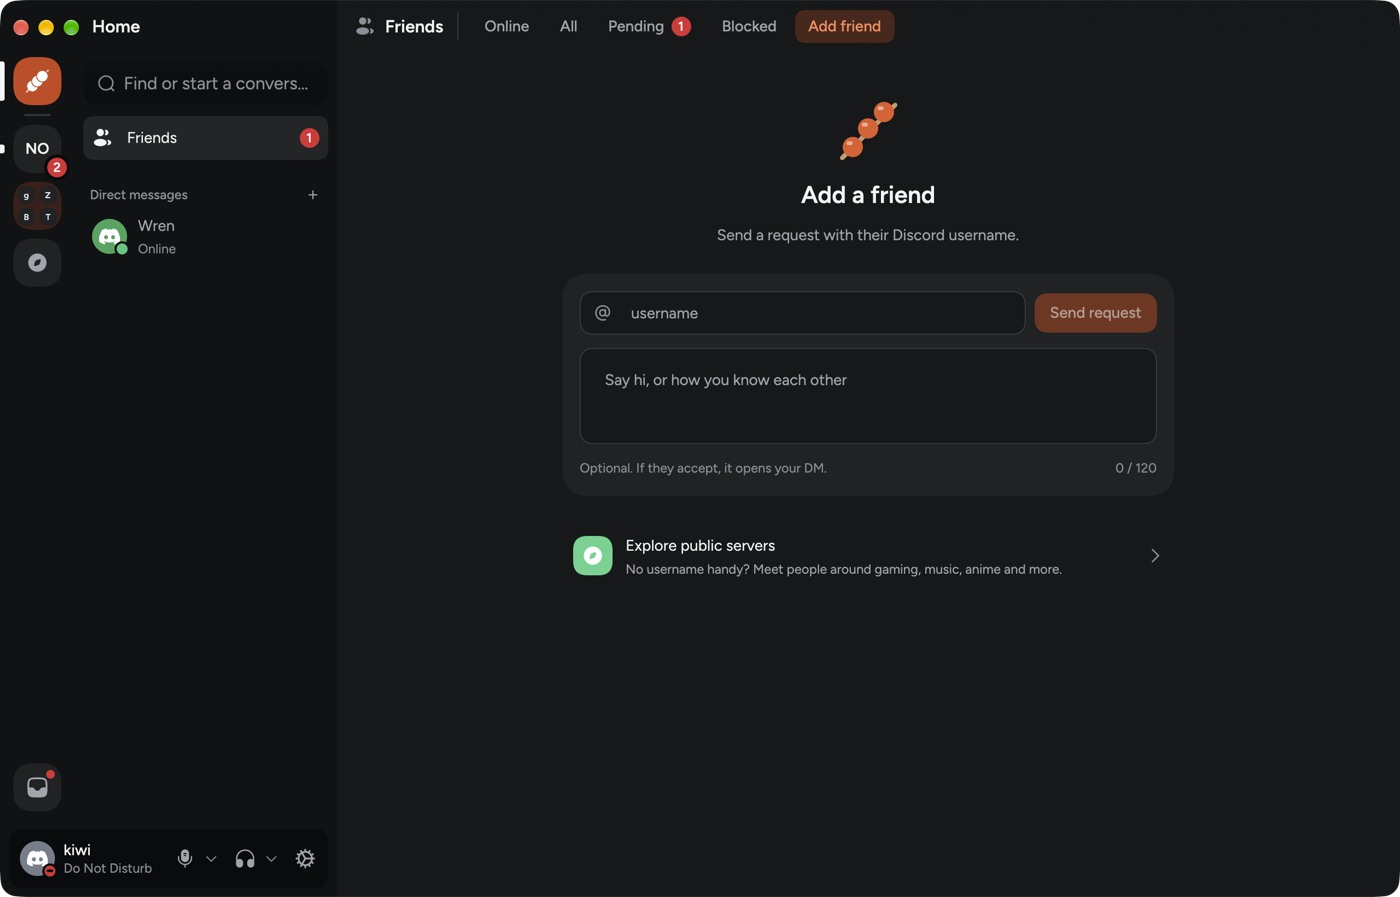 Home
Friends
Online
All
Pending 1
Blocked
Add friend
Find or start a convers...
Friends
1
NO
2
g Z
B T
Direct messages
+
Wren
Online
Add a friend
Send a request with their Discord username.
@ username
Send request
Say hi, or how you know each other
Optional. If they accept, it opens your DM.
0 / 120
Explore public servers
No username handy? Meet people around gaming, music, anime and more.
kiwi
Do Not Disturb